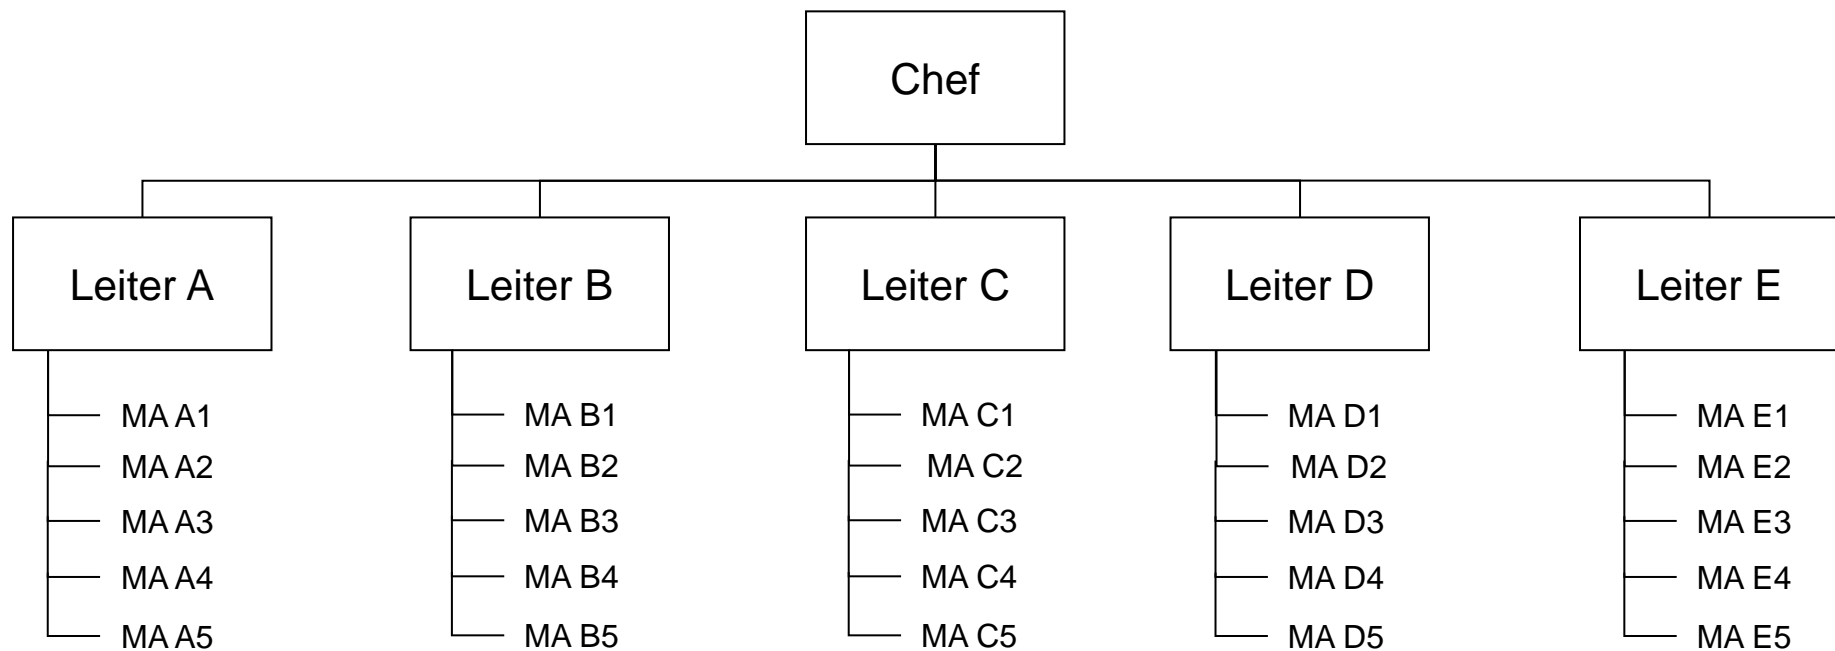 Chef
Leiter A
Leiter B
Leiter C
Leiter D
Leiter E
MA A1
MA A2
MA A3
MA A4
MA A5
MA B1
MA B2
MA B3
MA B4
MA B5
MA C1
MA C2
MA C3
MA C4
MA C5
MA D1
MA D2
MA D3
MA D4
MA D5
MA E1
MA E2
MA E3
MA E4
MA E5